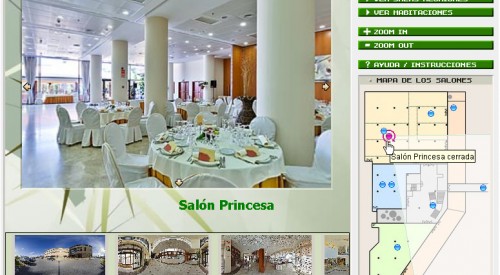 VER HABITACIONES
ZOOM IN
ZOOM OUT
AYUDA / INSTRUCCIONES
MAPA DE LOS SALONES
Salón Princesa cerrada
Salón Princesa